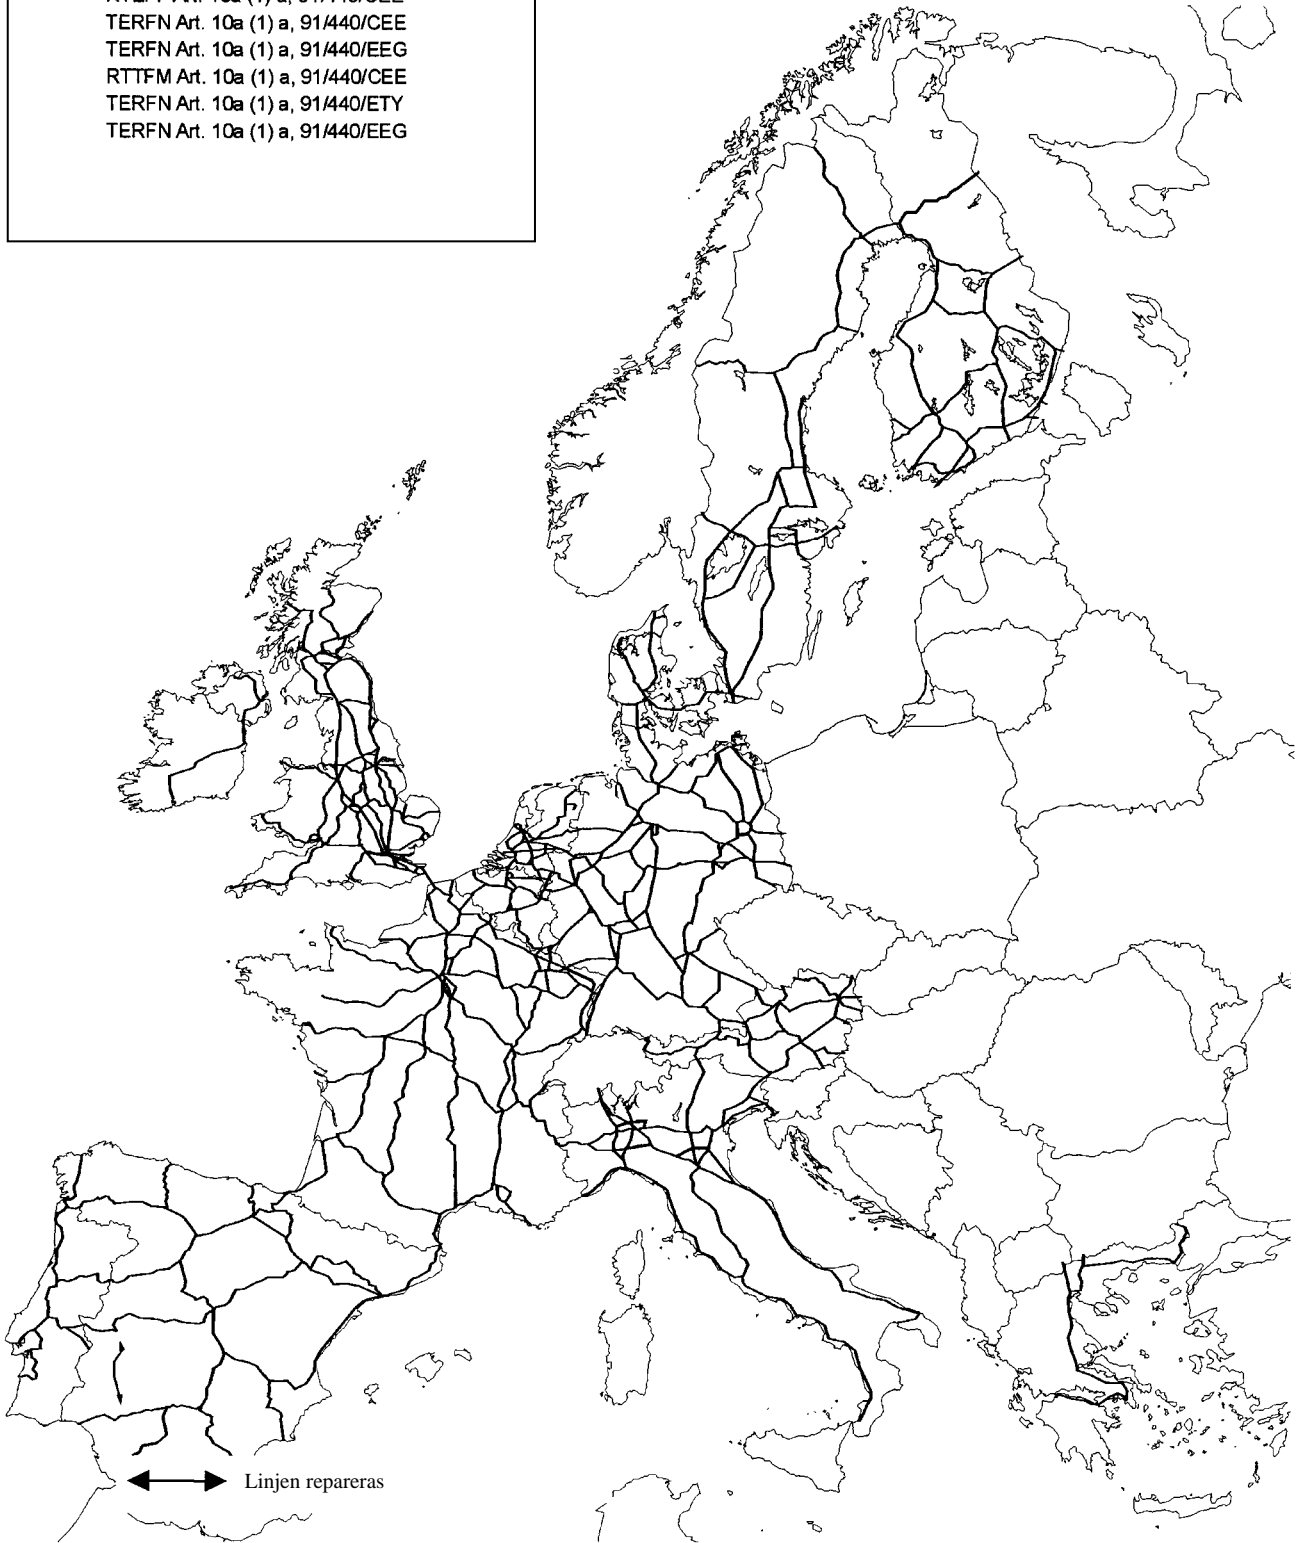 TERFN Art. 10a (1) a, 91/440/CEE
TERFN Art. 10a (1) a, 91/440/EEG
RTTFM Art. 10a (1) a, 91/440/CEE
TERFN Art. 10a (1) a, 91/440/ETY
TERFN Art. 10a (1) a, 91/440/EEG
Linjen repareras